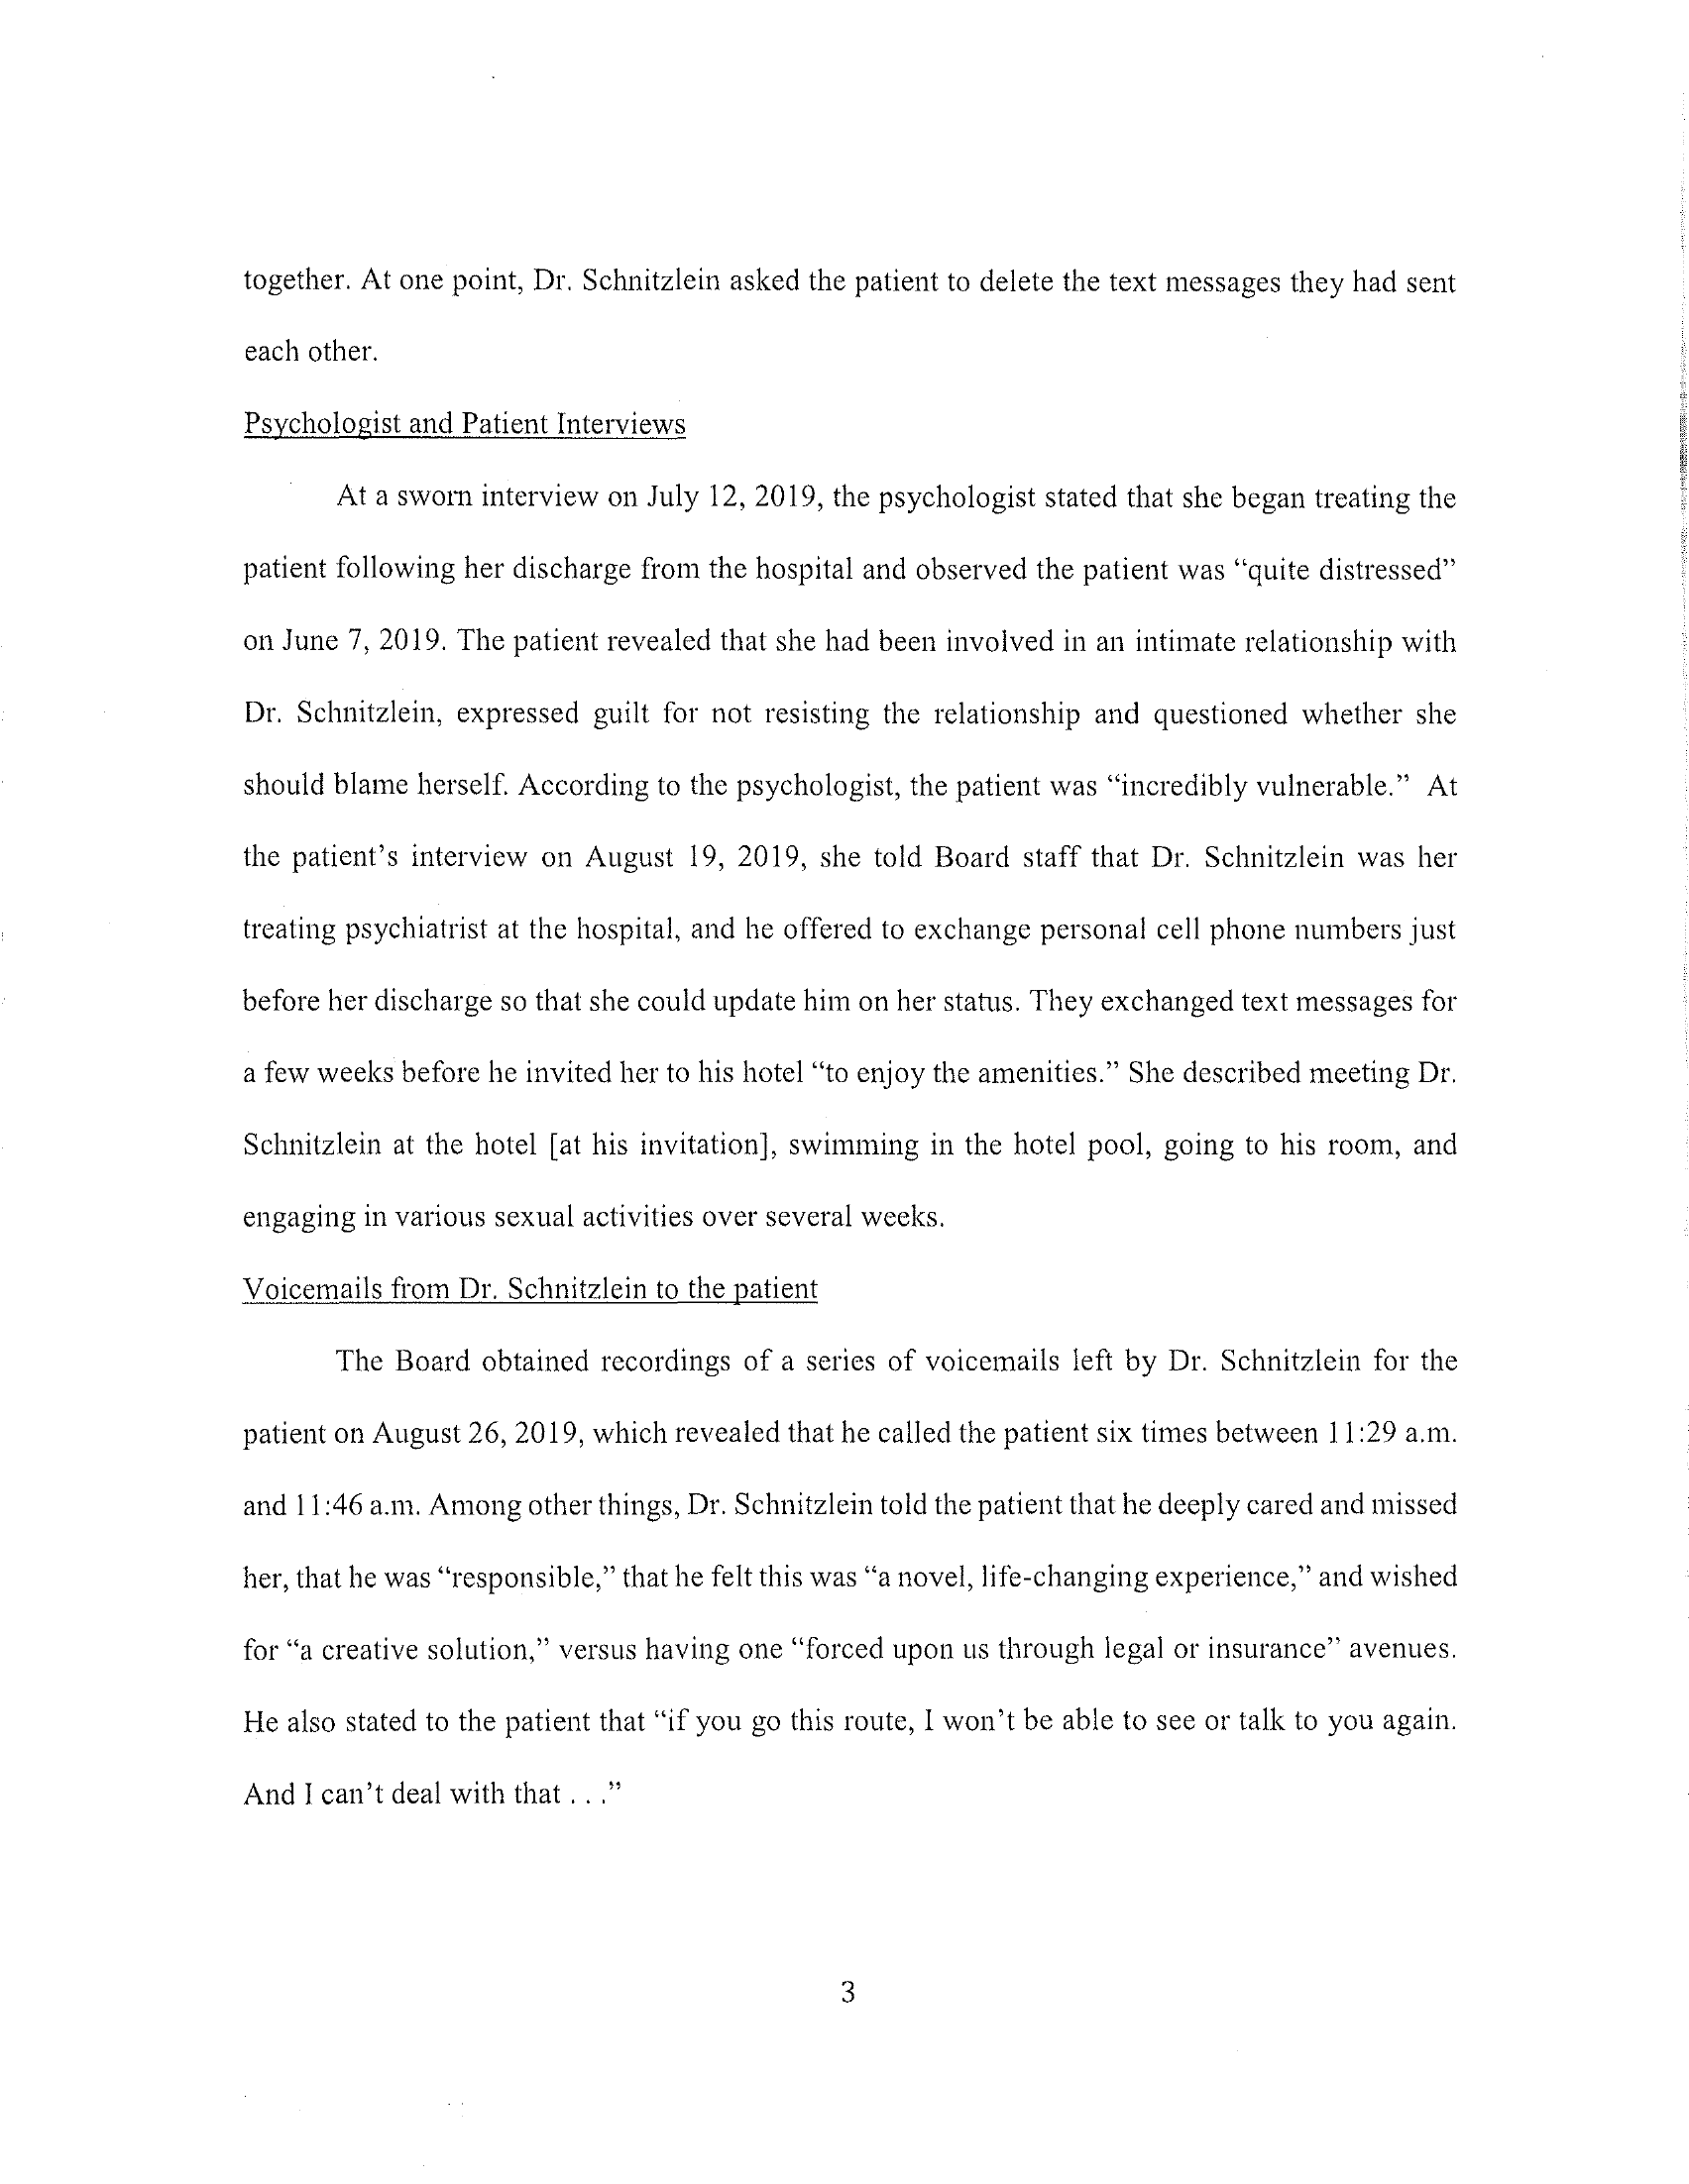 together. At one point, Dr. Schnitzlein asked the patient to delete the text messages they had sent
each other.
Psychologist and Patient Interviews
At a sworn interview on July 12, 2019, the psychologist stated that she began treating the
patient following her discharge from the hospital and observed the patient was “quite distressed”
on June 7, 2019. The patient revealed that she had been involved in an intimate relationship with
Dr. Schnitzlein, expressed guilt for not resisting the relationship and questioned whether she
should blame herself. According to the psychologist, the patient was “incredibly vulnerable.” At
the patient’s interview on August 19, 2019, she told Board staff that Dr. Schnitzlein was her
treating psychiatrist at the hospital, and he offered to exchange personal cell phone numbers just
before her discharge so that she could update him on her status. They exchanged text messages for
a few weeks before he invited her to his hotel “to enjoy the amenities.” She described meeting Dr.
Schnitzlein at the hotel [at his invitation], swimming in the hotel pool, going to his room, and
engaging in various sexual activities over several weeks.
Voicemails from Dr. Schnitzlein to the patient
The Board obtained recordings of a series of voicemails left by Dr. Schnitzlein for the
patient on August 26, 2019, which revealed that he called the patient six times between 11:29 a.m.
and 11:46 a.m. Among other things, Dr. Schnitzlein told the patient that he deeply cared and missed
her, that he was “responsible,” that he felt this was “a novel, life-changing experience,” and wished
for “a creative solution,” versus having one “forced upon us through legal or insurance” avenues.
He also stated to the patient that “if you go this route, I won’t be able to see or talk to you again.
And I can’t deal with that . . .”
3